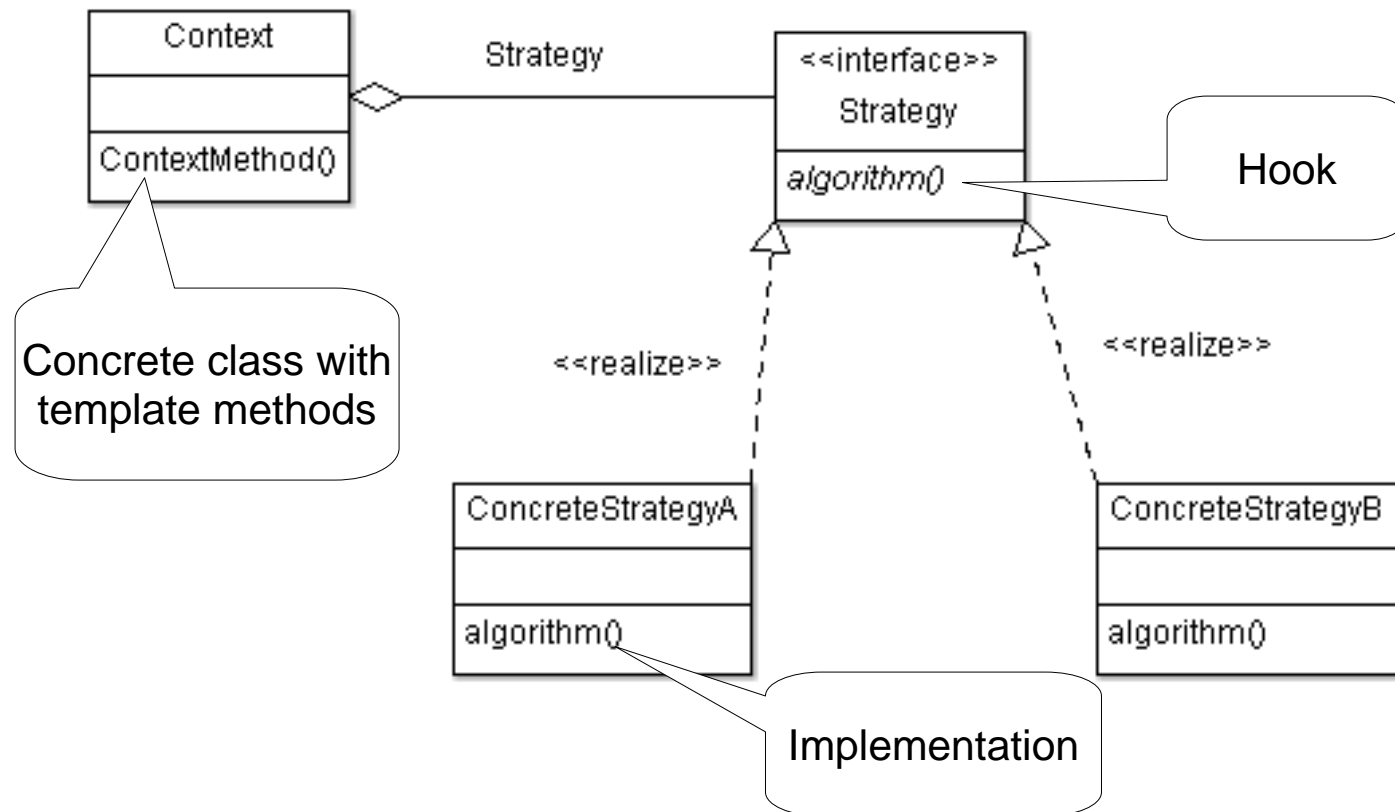 Context
ContextMethod()
Strategy
<<interface>>
Strategy
algorithm()
Hook
Concrete class with
template methods
<<realize>>
<<realize>>
ConcreteStrategyA
algorithm()
ConcreteStrategyB
algorithm()
Implementation